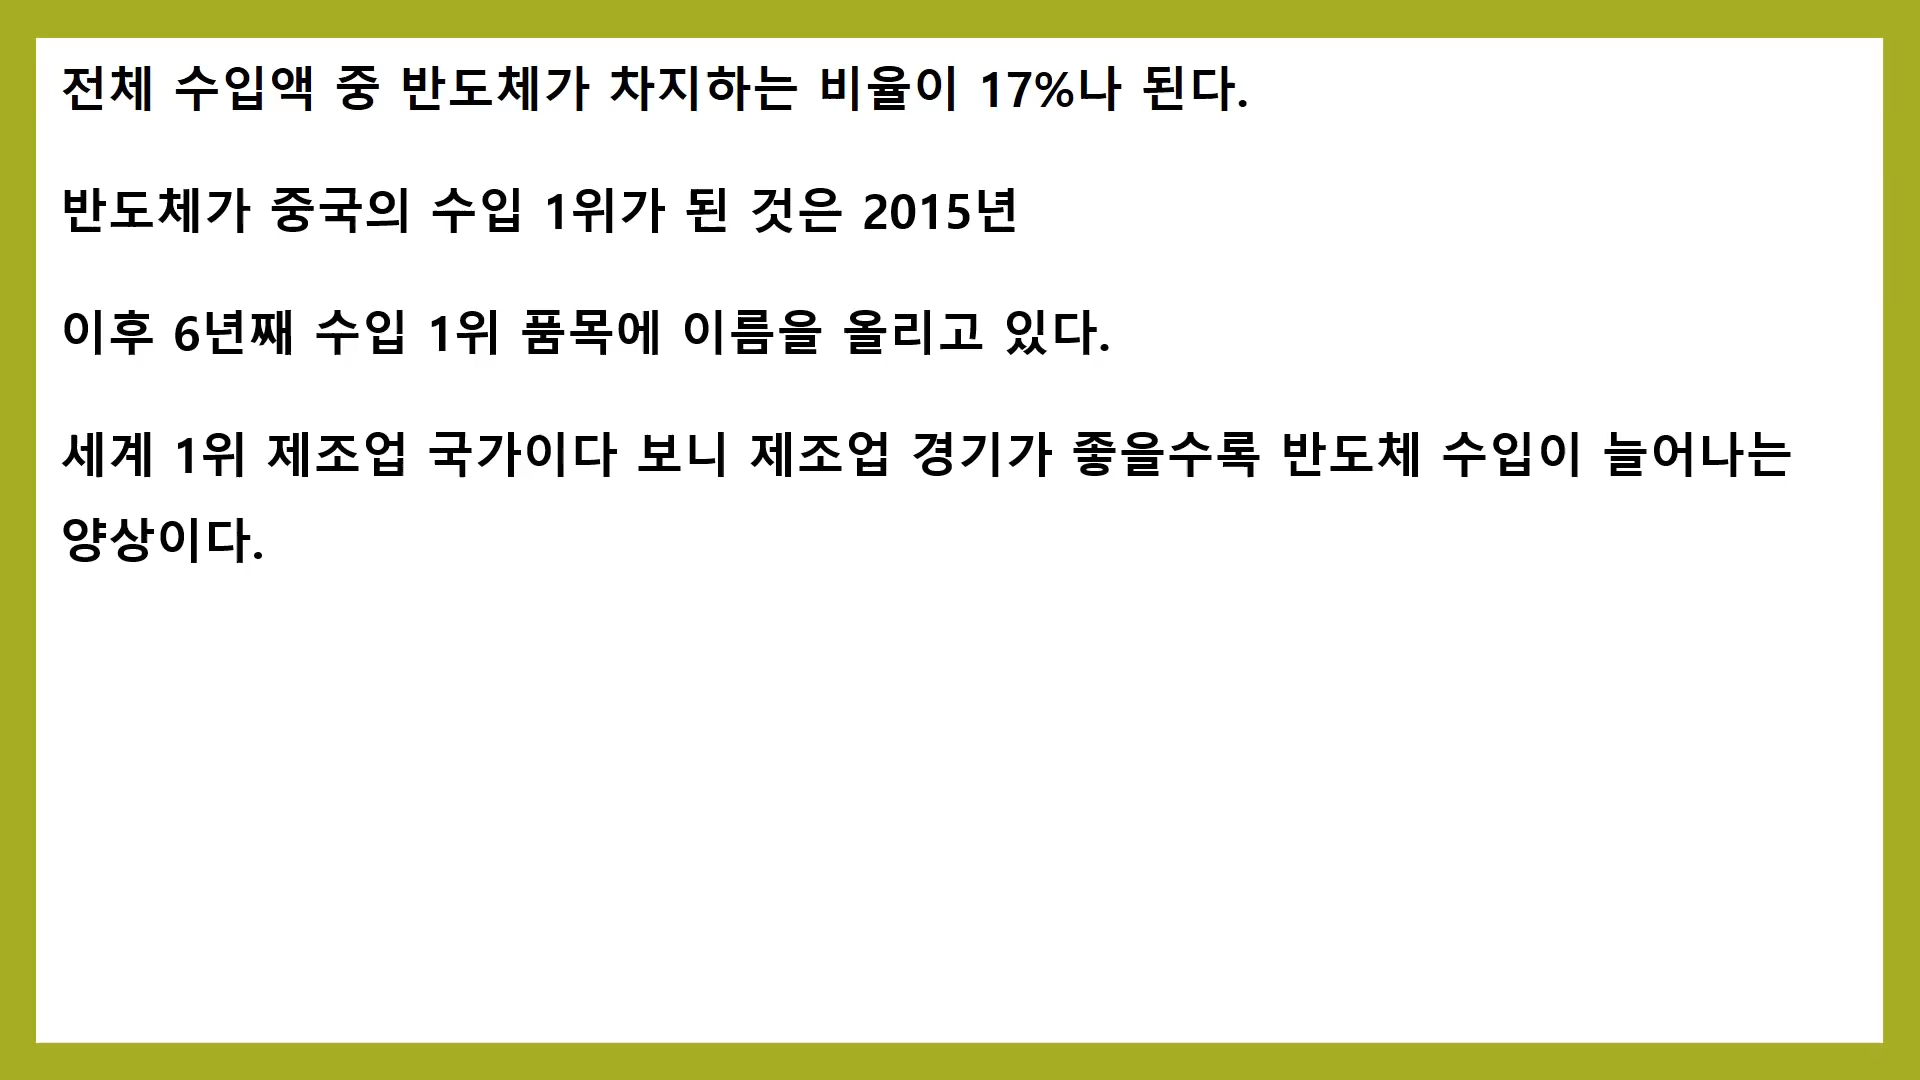 전체 수입액 중 반도체가 차지하는 비율이 17%나 된다.
반도체가 중국의 수입 1위가 된 것은 2015년
이후 6년째 수입 1위 품목에 이름을 올리고 있다.
세계 1위 제조업 국가이다 보니 제조업 경기가 좋을수록 반도체 수입이 늘어나는
양상이다.